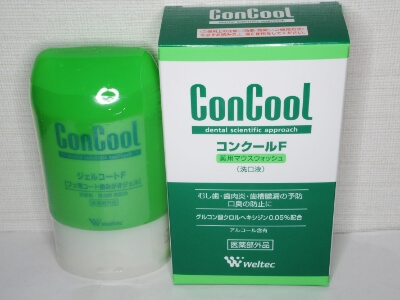 ConCool
ジェルコートF
weltec
ConCool
dental scientific approach
コンクールF
薬用マウスウォッシュ
(洗口液)
むし歯・歯肉炎・歯槽膿漏の予防
口臭の防止に
グルコン酸クロルヘキシジン0.05%配合
アルコール含有
医薬部外品
weltec